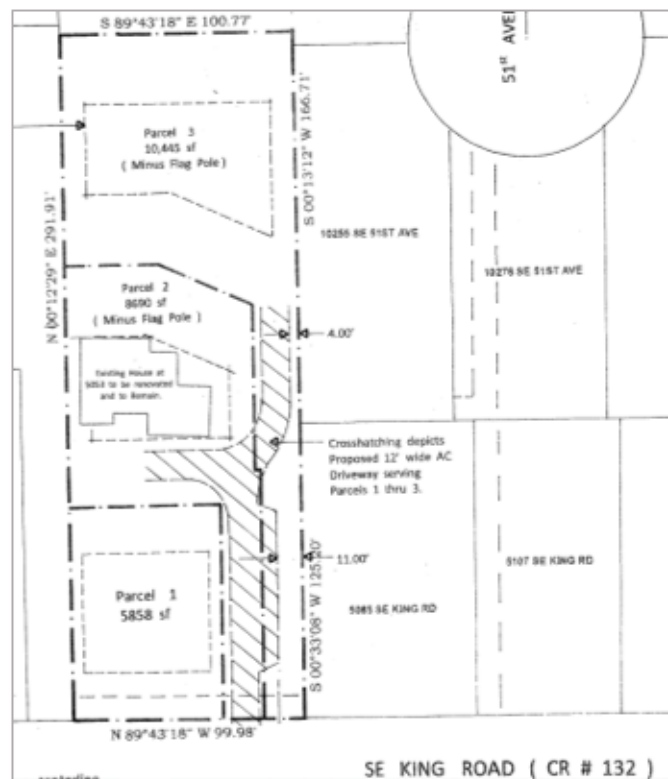 S 89°43'18" E 100.77'
51ST AVE
Parcel 3
10,445 sf
( Minus Flag Pole )
S 00°13'12" W 166.71'
N 00°12'29" E 291.91'
10255 SE 51ST AVE
10275 SE 51ST AVE
Parcel 2
8690 sf
( Minus Flag Pole )
4.00'
Existing House at
5053 to be renovated
and to Remain.
Crosshatching depicts
Proposed 12' wide AC
Driveway serving
Parcels 1 thru 3.
11.00'
5107 SE KING RD
Parcel 1
5858 sf
5085 SE KING RD
S 00°33'08" W 125.20'
N 89°43'18" W 99.98'
SE KING ROAD ( CR # 132 )